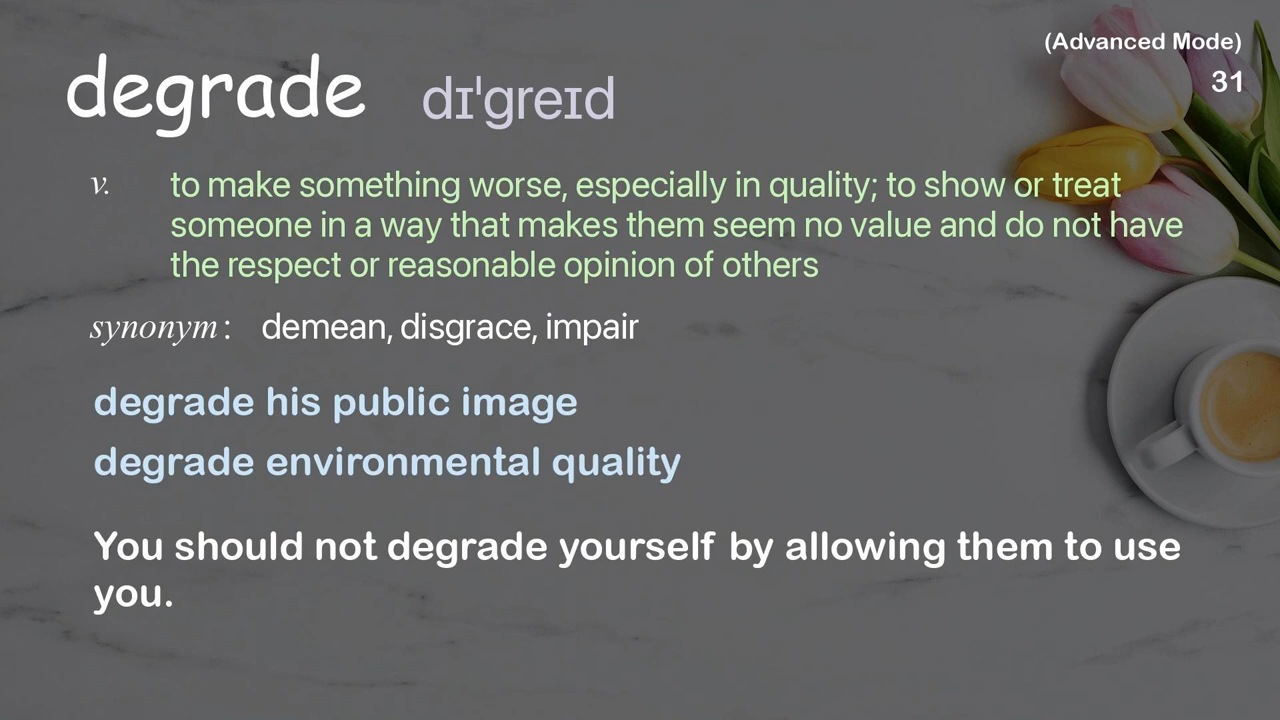 (Advanced Mode)
31
degrade dɪˈɡreɪd
v. to make something worse, especially in quality; to show or treat
someone in a way that makes them seem no value and do not have
the respect or reasonable opinion of others
synonym: demean, disgrace, impair
degrade his public image
degrade environmental quality
You should not degrade yourself by allowing them to use
you.